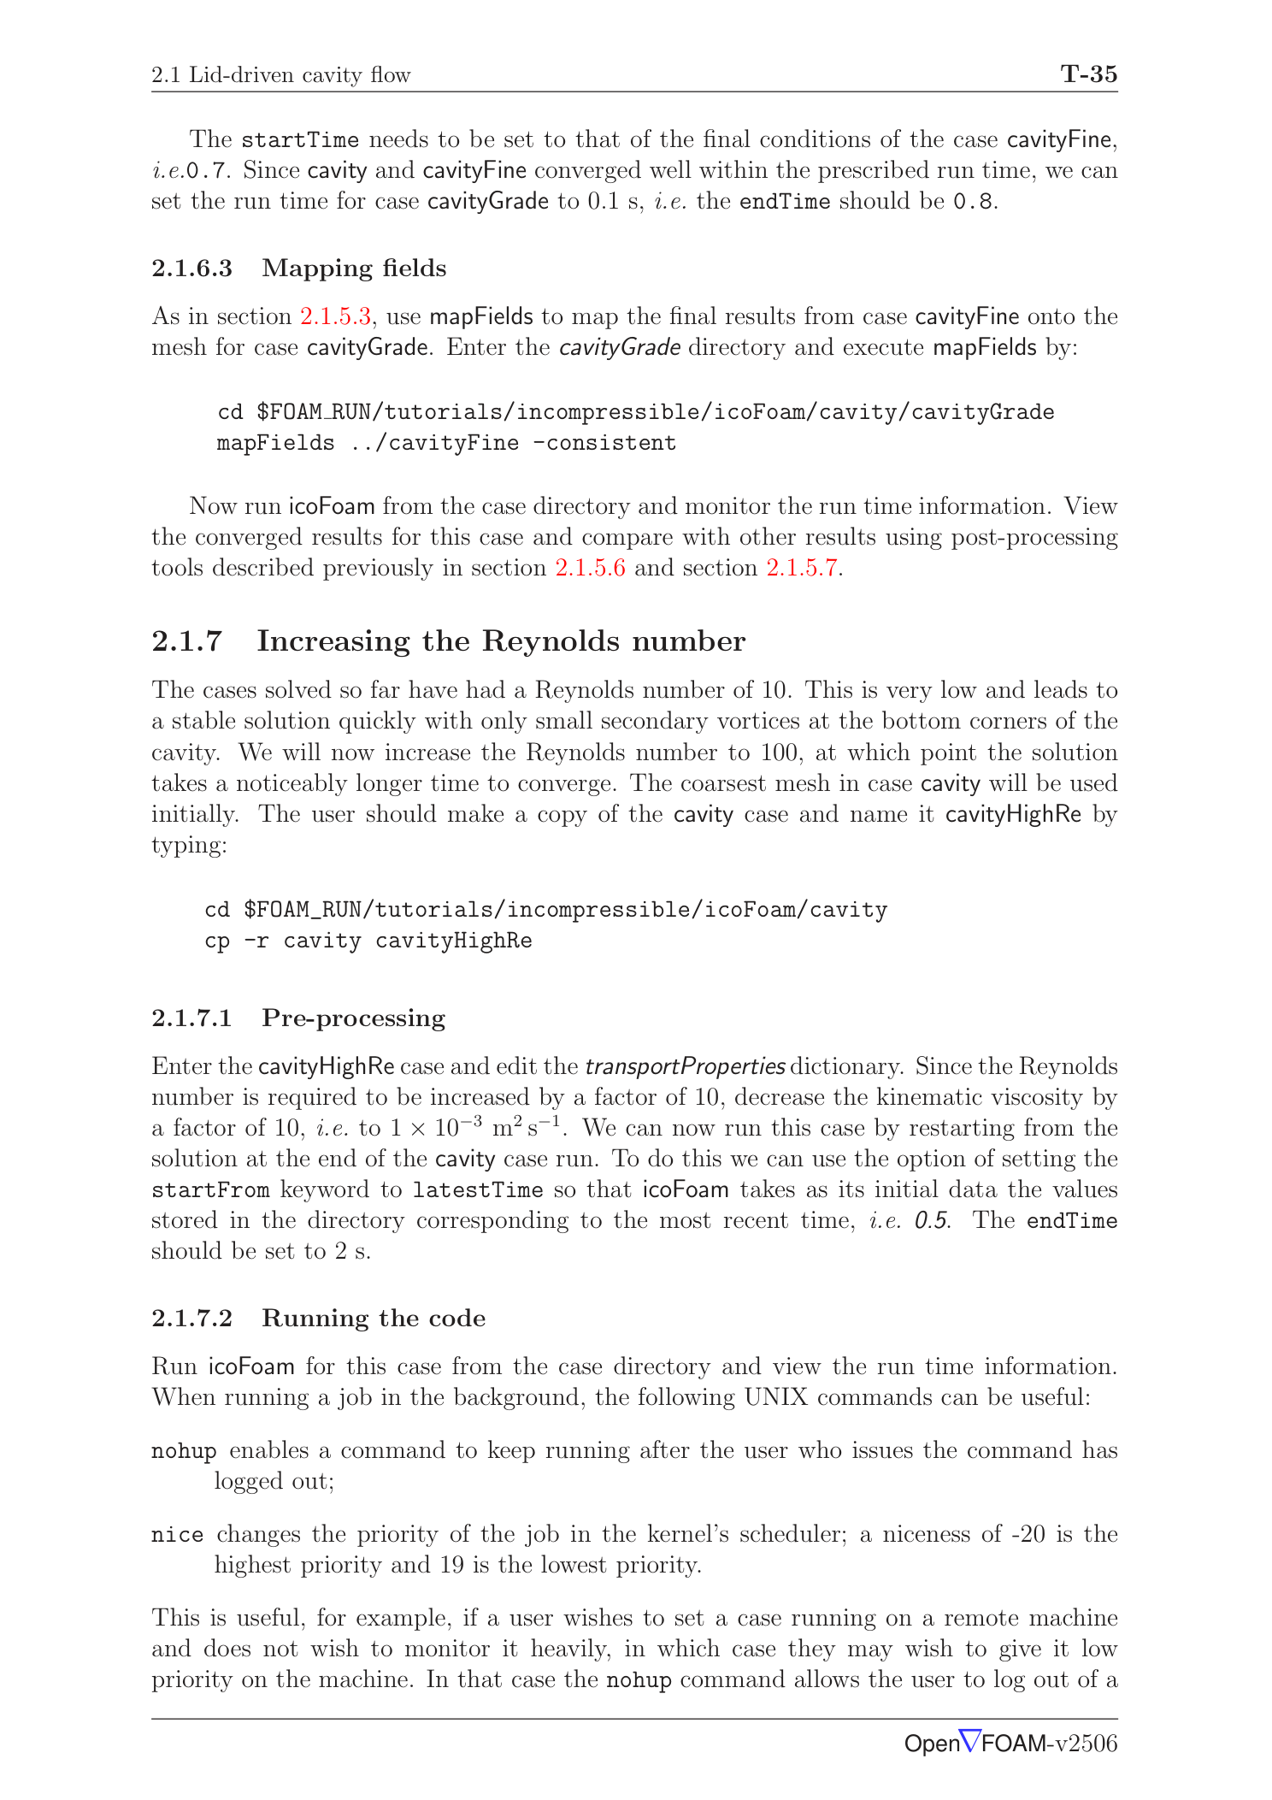 2.1 Lid-driven cavity flow T-35
The startTime needs to be set to that of the final conditions of the case cavityFine,
i.e.0.7. Since cavity and cavityFine converged well within the prescribed run time, we can
set the run time for case cavityGrade to 0.1 s, i.e. the endTime should be 0.8.
2.1.6.3 Mapping fields
As in section 2.1.5.3, use mapFields to map the final results from case cavityFine onto the
mesh for case cavityGrade. Enter the cavityGrade directory and execute mapFields by:
cd $FOAM_RUN/tutorials/incompressible/icoFoam/cavity/cavityGrade
mapFields ../cavityFine -consistent
Now run icoFoam from the case directory and monitor the run time information. View
the converged results for this case and compare with other results using post-processing
tools described previously in section 2.1.5.6 and section 2.1.5.7.
2.1.7 Increasing the Reynolds number
The cases solved so far have had a Reynolds number of 10. This is very low and leads to
a stable solution quickly with only small secondary vortices at the bottom corners of the
cavity. We will now increase the Reynolds number to 100, at which point the solution
takes a noticeably longer time to converge. The coarsest mesh in case cavity will be used
initially. The user should make a copy of the cavity case and name it cavityHighRe by
typing:
cd $FOAM_RUN/tutorials/incompressible/icoFoam/cavity
cp -r cavity cavityHighRe
2.1.7.1 Pre-processing
Enter the cavityHighRe case and edit the transportProperties dictionary. Since the Reynolds
number is required to be increased by a factor of 10, decrease the kinematic viscosity by
a factor of 10, i.e. to 1 × 10⁻³ m² s⁻¹. We can now run this case by restarting from the
solution at the end of the cavity case run. To do this we can use the option of setting the
startFrom keyword to latestTime so that icoFoam takes as its initial data the values
stored in the directory corresponding to the most recent time, i.e. 0.5. The endTime
should be set to 2 s.
2.1.7.2 Running the code
Run icoFoam for this case from the case directory and view the run time information.
When running a job in the background, the following UNIX commands can be useful:
nohup enables a command to keep running after the user who issues the command has
logged out;
nice changes the priority of the job in the kernel's scheduler; a niceness of -20 is the
highest priority and 19 is the lowest priority.
This is useful, for example, if a user wishes to set a case running on a remote machine
and does not wish to monitor it heavily, in which case they may wish to give it low
priority on the machine. In that case the nohup command allows the user to log out of a
Open∇FOAM-v2506